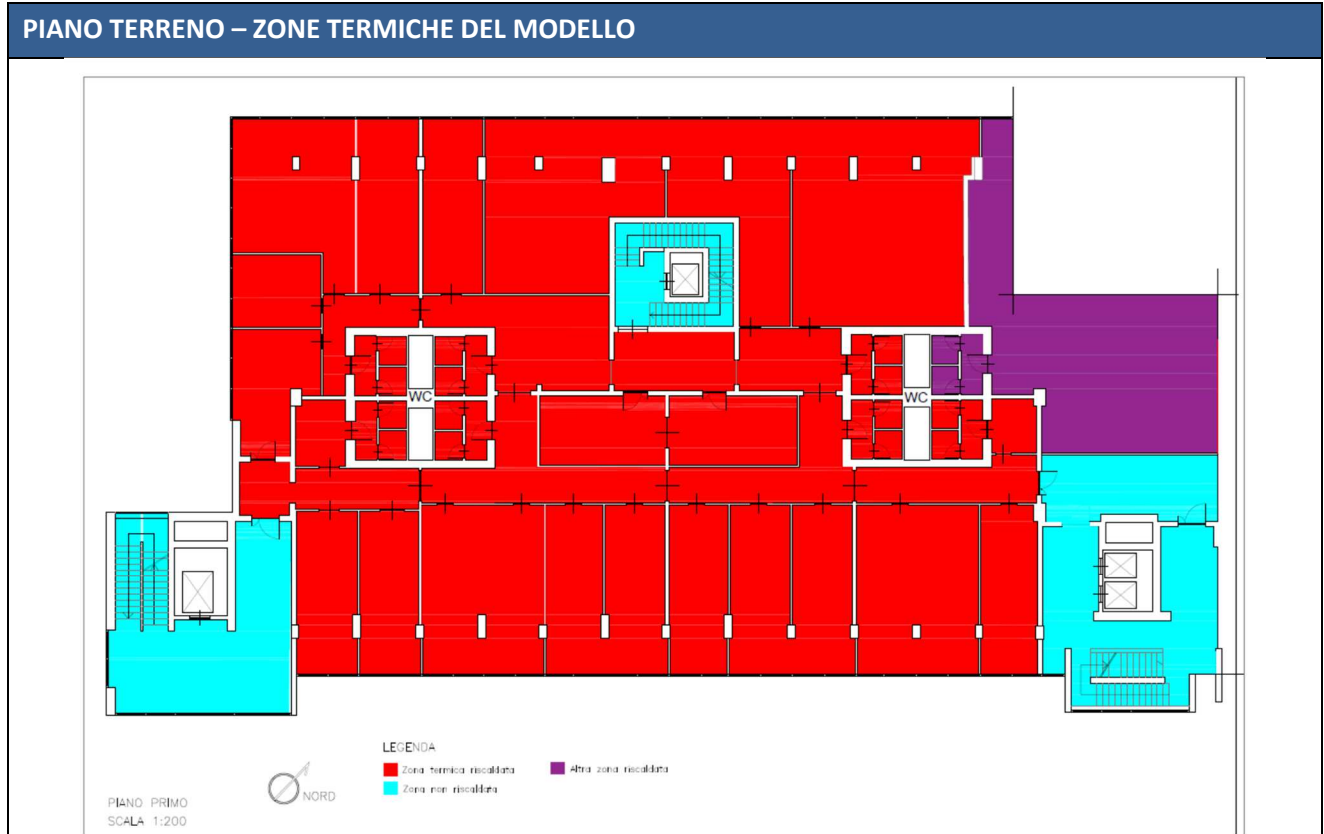 PIANO TERRENO – ZONE TERMICHE DEL MODELLO
WC
WC
LEGENDA
Zona termica riscaldata
Altra zona riscaldata
Zona non riscaldata
NORD
PIANO PRIMO
SCALA 1:200